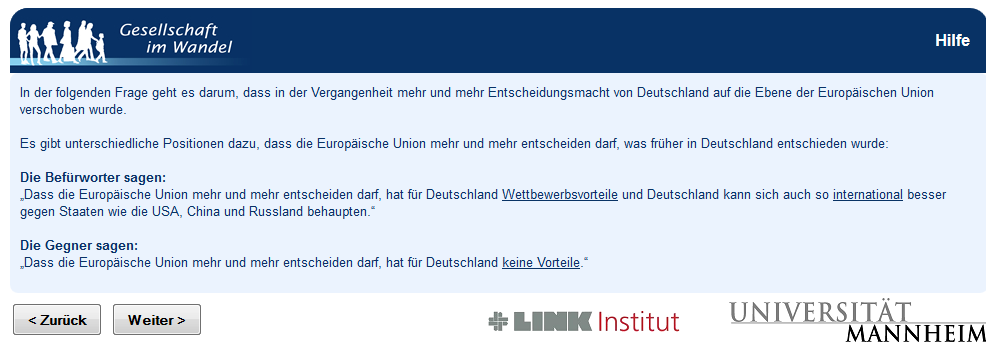 Gesellschaft
im Wandel
Hilfe
In der folgenden Frage geht es darum, dass in der Vergangenheit mehr und mehr Entscheidungsmacht von Deutschland auf die Ebene der Europäischen Union
verschoben wurde.
Es gibt unterschiedliche Positionen dazu, dass die Europäische Union mehr und mehr entscheiden darf, was früher in Deutschland entschieden wurde:
Die Befürworter sagen:
„Dass die Europäische Union mehr und mehr entscheiden darf, hat für Deutschland Wettbewerbsvorteile und Deutschland kann sich auch so international besser
gegen Staaten wie die USA, China und Russland behaupten.“
Die Gegner sagen:
„Dass die Europäische Union mehr und mehr entscheiden darf, hat für Deutschland keine Vorteile.“
< Zurück Weiter >
LINK Institut
UNIVERSITÄT
MANNHEIM